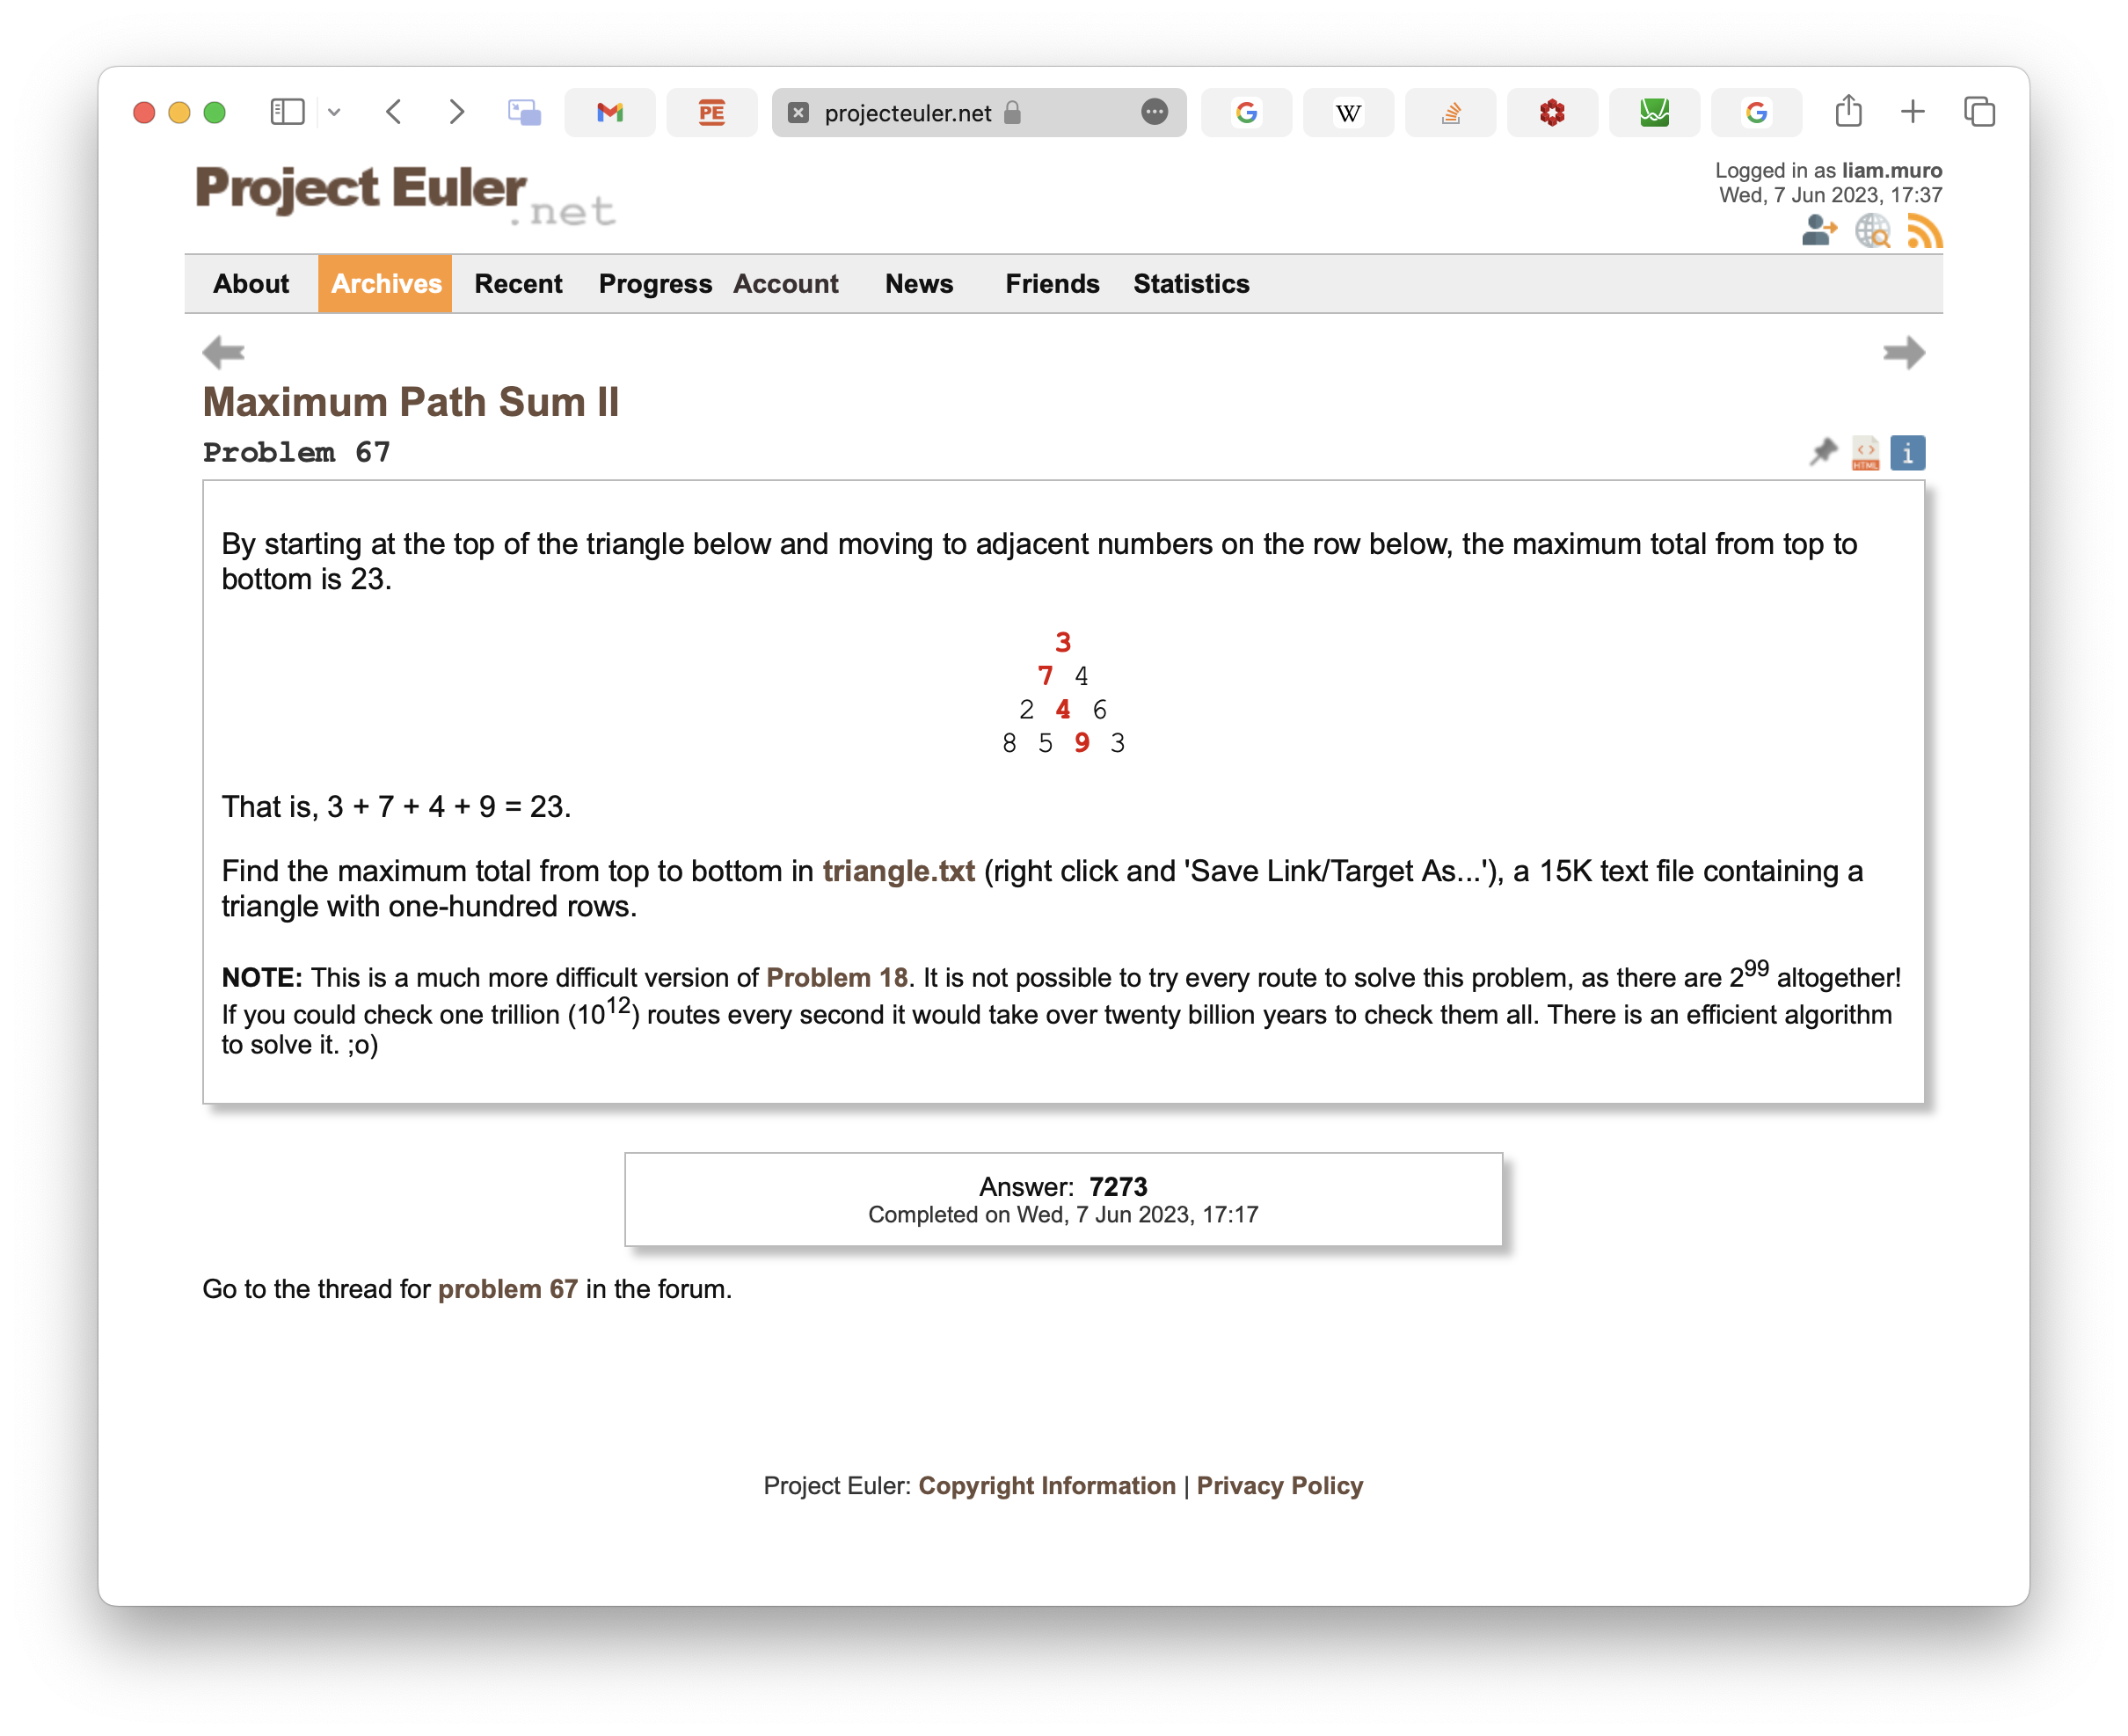 projecteuler.net
Project Euler
.net
Logged in as liam.muro
Wed, 7 Jun 2023, 17:37
About Archives Recent Progress Account News Friends Statistics
Maximum Path Sum II
Problem 67
By starting at the top of the triangle below and moving to adjacent numbers on the row below, the maximum total from top to
bottom is 23.
3
7 4
2 4 6
8 5 9 3
That is, 3 + 7 + 4 + 9 = 23.
Find the maximum total from top to bottom in triangle.txt (right click and 'Save Link/Target As...'), a 15K text file containing a
triangle with one-hundred rows.
NOTE: This is a much more difficult version of Problem 18. It is not possible to try every route to solve this problem, as there are 2^99 altogether!
If you could check one trillion (10^12) routes every second it would take over twenty billion years to check them all. There is an efficient algorithm
to solve it. ;o)
Answer: 7273
Completed on Wed, 7 Jun 2023, 17:17
Go to the thread for problem 67 in the forum.
Project Euler: Copyright Information | Privacy Policy